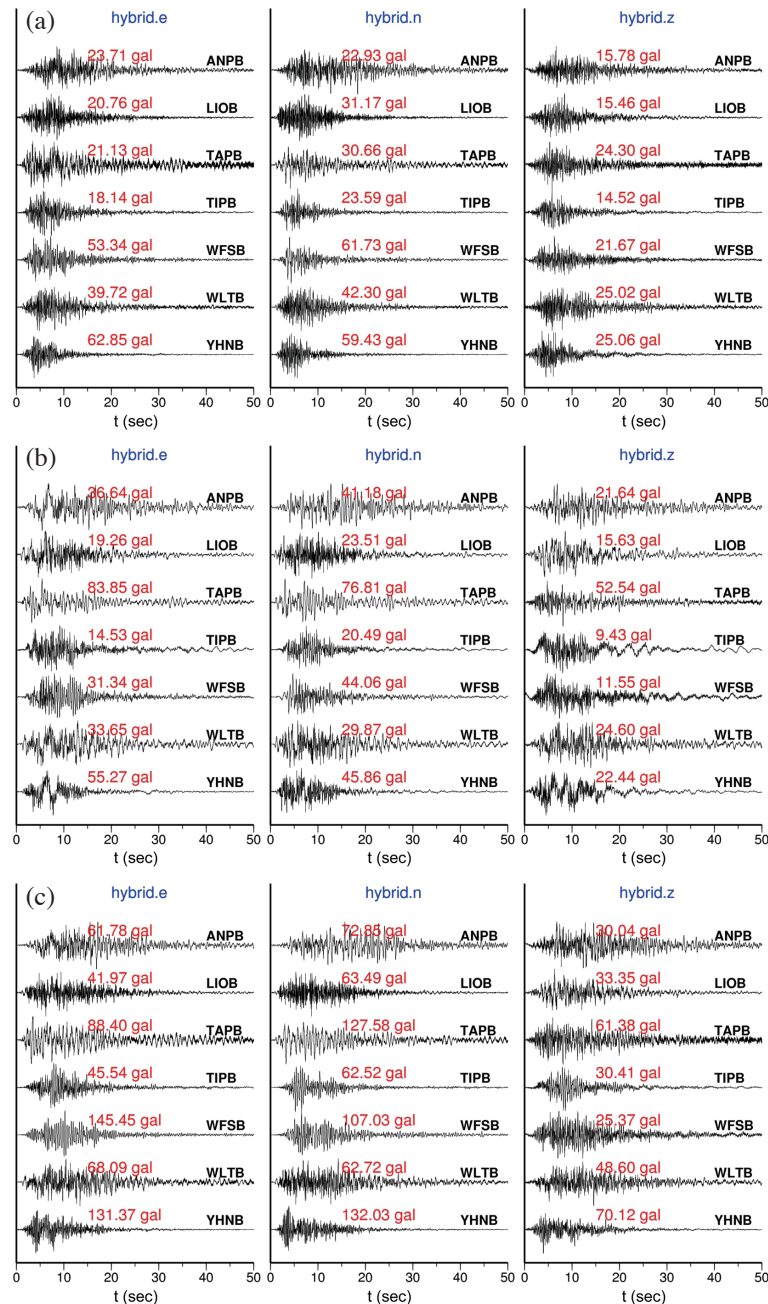 (a)
hybrid.e
23.71 gal ANPB
20.76 gal LIOB
21.13 gal TAPB
18.14 gal TIPB
53.34 gal WFSB
39.72 gal WLTB
62.85 gal YHNB
0 10 20 30 40 50
t (sec)
hybrid.n
22.93 gal ANPB
31.17 gal LIOB
30.66 gal TAPB
23.59 gal TIPB
61.73 gal WFSB
42.30 gal WLTB
59.43 gal YHNB
0 10 20 30 40 50
t (sec)
hybrid.z
15.78 gal ANPB
15.46 gal LIOB
24.30 gal TAPB
14.52 gal TIPB
21.67 gal WFSB
25.02 gal WLTB
25.06 gal YHNB
0 10 20 30 40 50
t (sec)
(b)
hybrid.e
36.64 gal ANPB
19.26 gal LIOB
83.85 gal TAPB
14.53 gal TIPB
31.34 gal WFSB
33.65 gal WLTB
55.27 gal YHNB
0 10 20 30 40 50
t (sec)
hybrid.n
41.18 gal ANPB
23.51 gal LIOB
76.81 gal TAPB
20.49 gal TIPB
44.06 gal WFSB
29.87 gal WLTB
45.86 gal YHNB
0 10 20 30 40 50
t (sec)
hybrid.z
21.64 gal ANPB
15.63 gal LIOB
52.54 gal TAPB
9.43 gal TIPB
11.55 gal WFSB
24.60 gal WLTB
22.44 gal YHNB
0 10 20 30 40 50
t (sec)
(c)
hybrid.e
61.78 gal ANPB
41.97 gal LIOB
88.40 gal TAPB
45.54 gal TIPB
145.45 gal WFSB
68.09 gal WLTB
131.37 gal YHNB
0 10 20 30 40 50
t (sec)
hybrid.n
72.85 gal ANPB
63.49 gal LIOB
127.58 gal TAPB
62.52 gal TIPB
107.03 gal WFSB
62.72 gal WLTB
132.03 gal YHNB
0 10 20 30 40 50
t (sec)
hybrid.z
30.04 gal ANPB
33.35 gal LIOB
61.38 gal TAPB
30.41 gal TIPB
25.37 gal WFSB
48.60 gal WLTB
70.12 gal YHNB
0 10 20 30 40 50
t (sec)